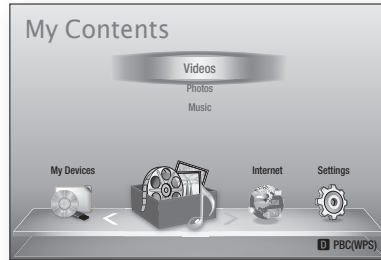 My Contents
Videos
Photos
Music
My Devices
Internet
Settings
D PBC(WPS)